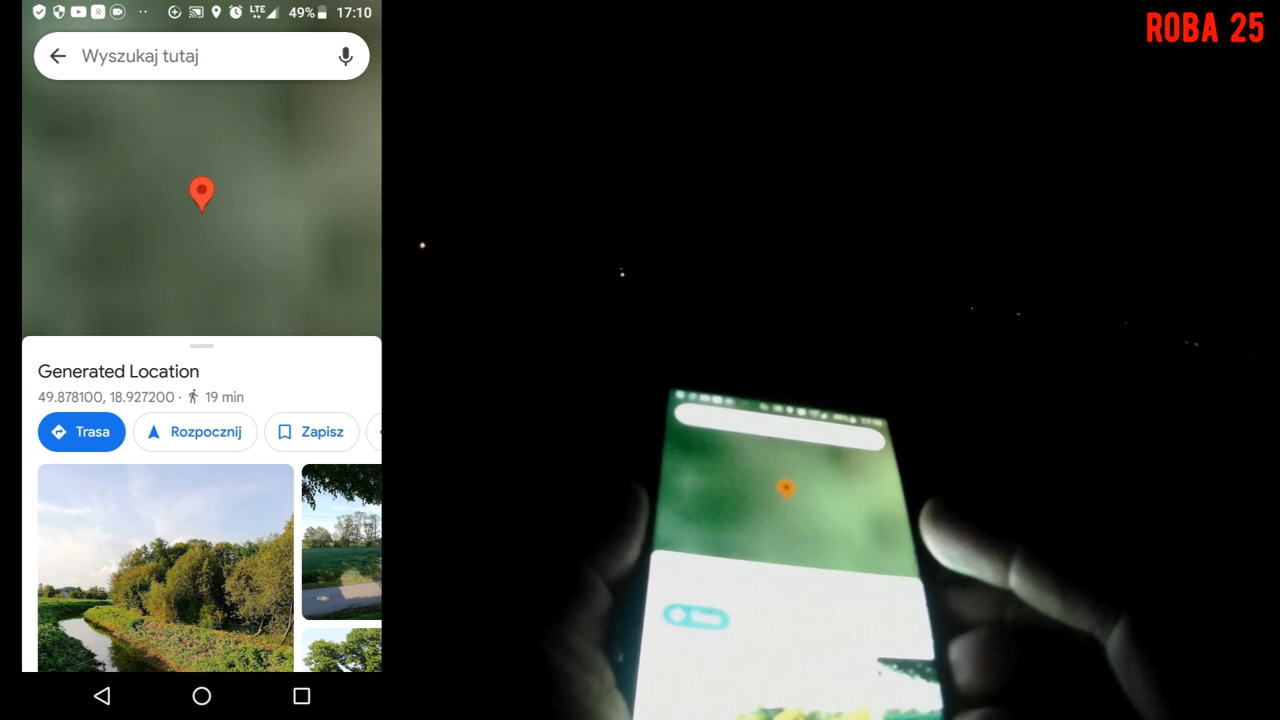 LTE 49% 17:10
ROBA 25
Wyszukaj tutaj
Generated Location
49.878100, 18.927200 · 19 min
Trasa
Rozpocznij
Zapisz